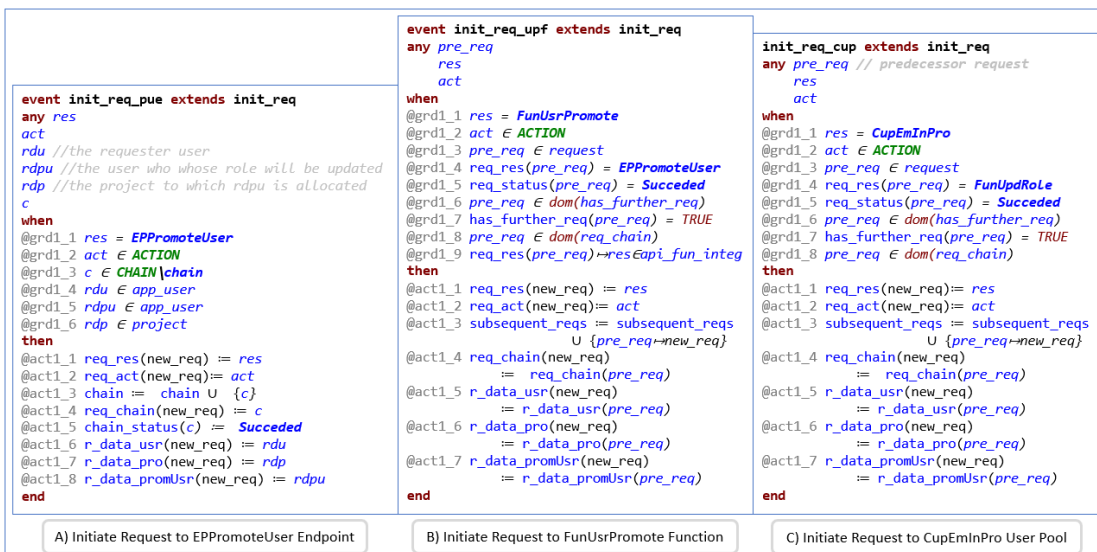 event init_req_pue extends init_req
any res
act
rdu //the requester user
rdpu //the user who whose role will be updated
rdp //the project to which rdpu is allocated
c
when
@grd1_1 res = EPPromoteUser
@grd1_2 act ∈ ACTION
@grd1_3 c ∈ CHAIN\chain
@grd1_4 rdu ∈ app_user
@grd1_5 rdpu ∈ app_user
@grd1_6 rdp ∈ project
then
@act1_1 req_res(new_req) ≔ res
@act1_2 req_act(new_req)≔ act
@act1_3 chain ≔ chain ∪ {c}
@act1_4 req_chain(new_req) ≔ c
@act1_5 chain_status(c) ≔ Succeded
@act1_6 r_data_usr(new_req) ≔ rdu
@act1_7 r_data_pro(new_req) ≔ rdp
@act1_8 r_data_promUsr(new_req) ≔ rdpu
end
A) Initiate Request to EPPromoteUser Endpoint
event init_req_upf extends init_req
any pre_req
res
act
when
@grd1_1 res = FunUsrPromote
@grd1_2 act ∈ ACTION
@grd1_3 pre_req ∈ request
@grd1_4 req_res(pre_req) = EPPromoteUser
@grd1_5 req_status(pre_req) = Succeded
@grd1_6 pre_req ∈ dom(has_further_req)
@grd1_7 has_further_req(pre_req) = TRUE
@grd1_8 pre_req ∈ dom(req_chain)
@grd1_9 req_res(pre_req)↦res∈api_fun_integ
then
@act1_1 req_res(new_req) ≔ res
@act1_2 req_act(new_req)≔ act
@act1_3 subsequent_reqs ≔ subsequent_reqs
∪ {pre_req↦new_req}
@act1_4 req_chain(new_req)
≔ req_chain(pre_req)
@act1_5 r_data_usr(new_req)
≔ r_data_usr(pre_req)
@act1_6 r_data_pro(new_req)
≔ r_data_pro(pre_req)
@act1_7 r_data_promUsr(new_req)
≔ r_data_promUsr(pre_req)
end
B) Initiate Request to FunUsrPromote Function
init_req_cup extends init_req
any pre_req // predecessor request
res
act
when
@grd1_1 res = CupEmInPro
@grd1_2 act ∈ ACTION
@grd1_3 pre_req ∈ request
@grd1_4 req_res(pre_req) = FunUpdRole
@grd1_5 req_status(pre_req) = Succeded
@grd1_6 pre_req ∈ dom(has_further_req)
@grd1_7 has_further_req(pre_req) = TRUE
@grd1_8 pre_req ∈ dom(req_chain)
then
@act1_1 req_res(new_req)≔ res
@act1_2 req_act(new_req)≔ act
@act1_3 subsequent_reqs ≔ subsequent_reqs
∪ {pre_req↦new_req}
@act1_4 req_chain(new_req)
≔ req_chain(pre_req)
@act1_5 r_data_usr(new_req)
≔ r_data_usr(pre_req)
@act1_6 r_data_pro(new_req)
≔ r_data_pro(pre_req)
@act1_7 r_data_promUsr(new_req)
≔ r_data_promUsr(pre_req)
end
C) Initiate Request to CupEmInPro User Pool